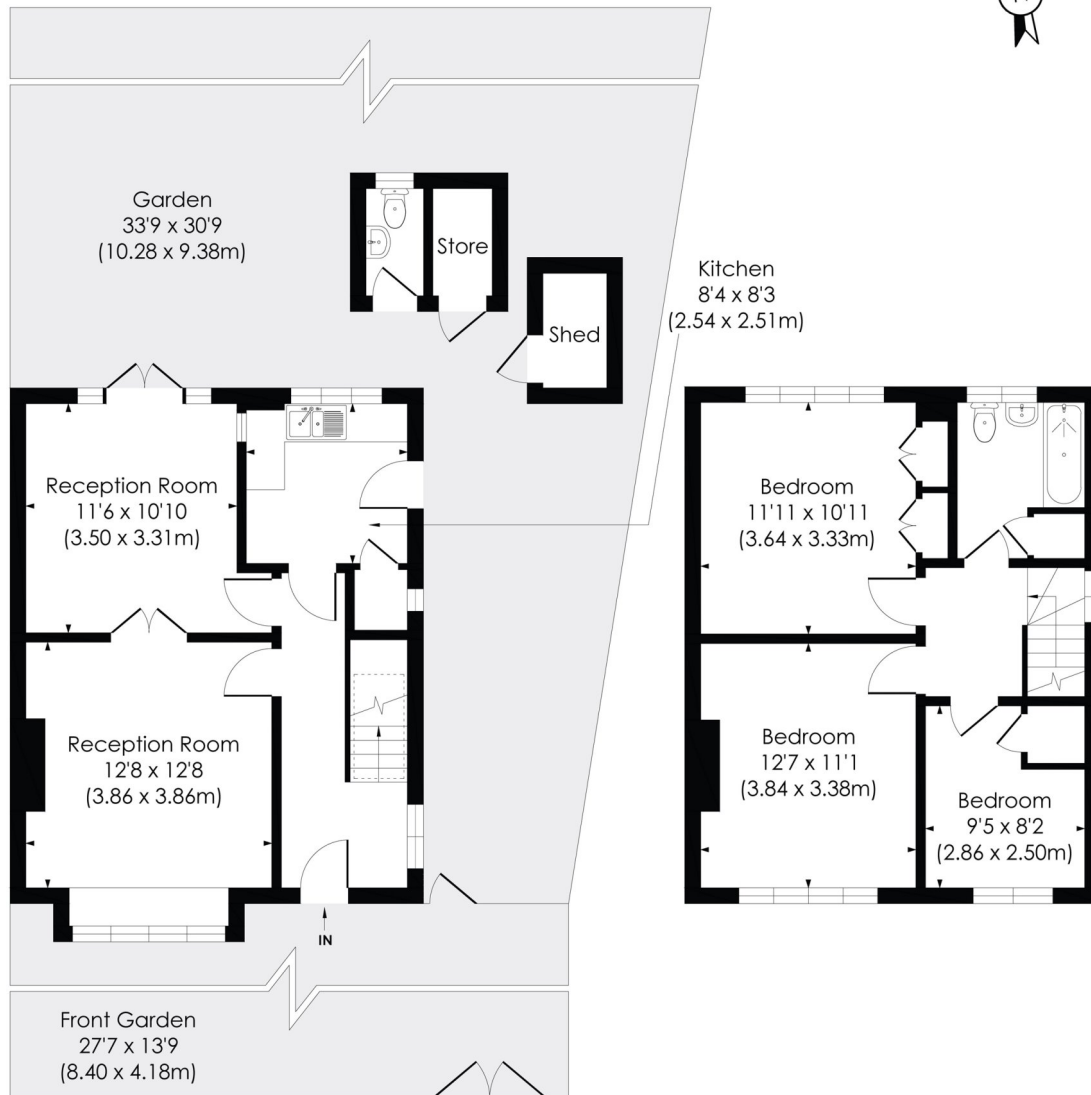 Garden
33'9 x 30'9
(10.28 x 9.38m)
Store
Shed
Kitchen
8'4 x 8'3
(2.54 x 2.51m)
Reception Room
11'6 x 10'10
(3.50 x 3.31m)
Bedroom
11'11 x 10'11
(3.64 x 3.33m)
Reception Room
12'8 x 12'8
(3.86 x 3.86m)
Bedroom
12'7 x 11'1
(3.84 x 3.38m)
Bedroom
9'5 x 8'2
(2.86 x 2.50m)
IN
Front Garden
27'7 x 13'9
(8.40 x 4.18m)